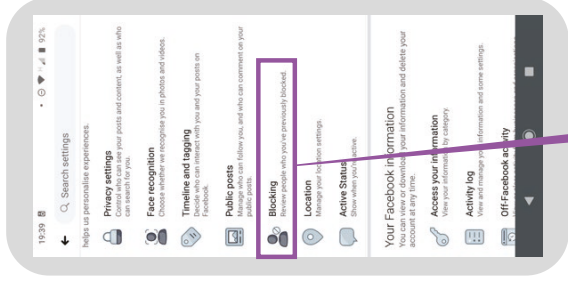 19:39
92%
Search settings
helps us personalise experiences.
Privacy settings
Control who can see your posts and content, as well as who
can search for you.
Face recognition
Choose whether we recognise you in photos and videos.
Timeline and tagging
Decide who can interact with you and your posts on
Facebook.
Public posts
Manage who can follow you, and who can comment on your
public posts.
Blocking
Review people who you've previously blocked.
Location
Manage your location settings.
Active Status
Show when you're active.
Your Facebook information
You can view or download your information and delete your
account at any time.
Access your information
View your information by category.
Activity log
View and manage your information and some settings.
Off-Facebook activity